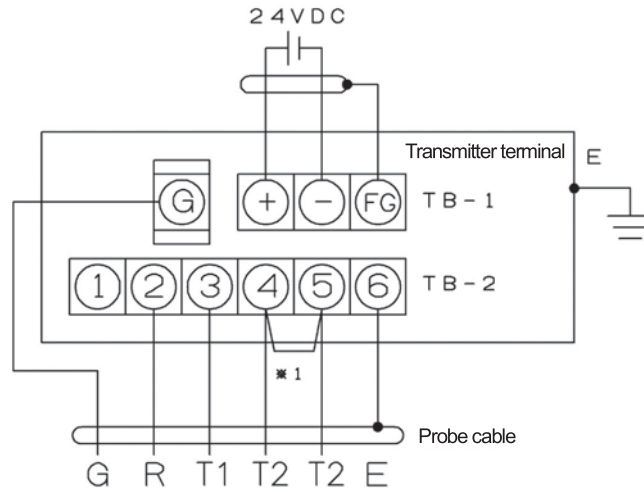 24VDC
Transmitter terminal E
G + - FG TB-1
1 2 3 4 5 6 TB-2
※1
Probe cable
G R T1 T2 T2 E